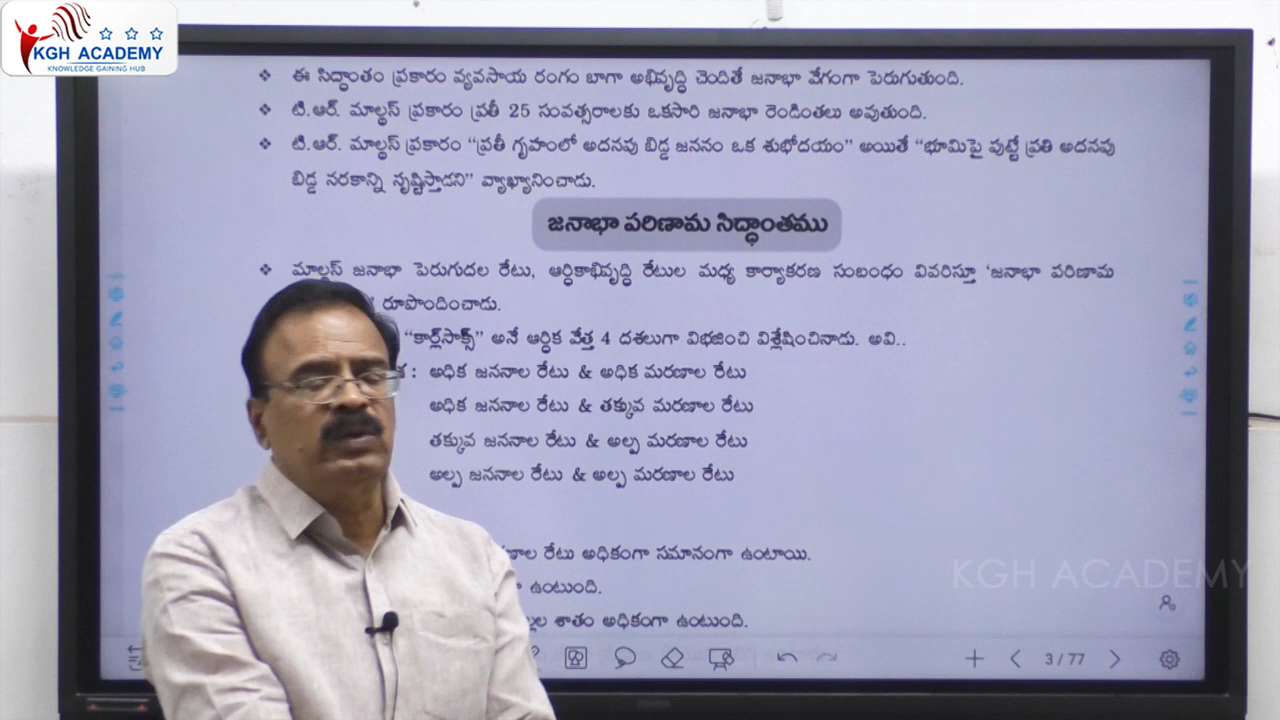 KGH ACADEMY
KNOWLEDGE GAINING HUB
❖ ఈ సిద్ధాంతం ప్రకారం వ్యవసాయ రంగం బాగా అభివృద్ధి చెందితే జనాభా వేగంగా పెరుగుతుంది.
❖ టి.ఆర్. మాల్థస్ ప్రకారం ప్రతీ 25 సంవత్సరాలకు ఒకసారి జనాభా రెండింతలు అవుతుంది.
❖ టి.ఆర్. మాల్థస్ ప్రకారం “ప్రతీ గృహంలో అదనపు బిడ్డ జననం ఒక శుభోదయం” అయితే “భూమిపై పుట్టే ప్రతి అదనపు
బిడ్డ నరకాన్ని సృష్టిస్తాడని” వ్యాఖ్యానించాడు.
జనాభా పరిణామ సిద్ధాంతము
❖ మాల్థస్ జనాభా పెరుగుదల రేటు, ఆర్థికాభివృద్ధి రేటుల మధ్య కార్యాకరణ సంబంధం వివరిస్తూ ‘జనాభా పరిణామ
రూపొందించాడు.
“కార్ల్‌సాక్స్” అనే ఆర్థిక వేత్త 4 దశలుగా విభజించి విశ్లేషించినాడు. అవి..
: అధిక జననాల రేటు & అధిక మరణాల రేటు
అధిక జననాల రేటు & తక్కువ మరణాల రేటు
తక్కువ జననాల రేటు & అల్ప మరణాల రేటు
అల్ప జననాల రేటు & అల్ప మరణాల రేటు
రేటు అధికంగా సమానంగా ఉంటాయి.
ఉంటుంది.
శాతం అధికంగా ఉంటుంది.
KGH ACADEMY
3 / 77